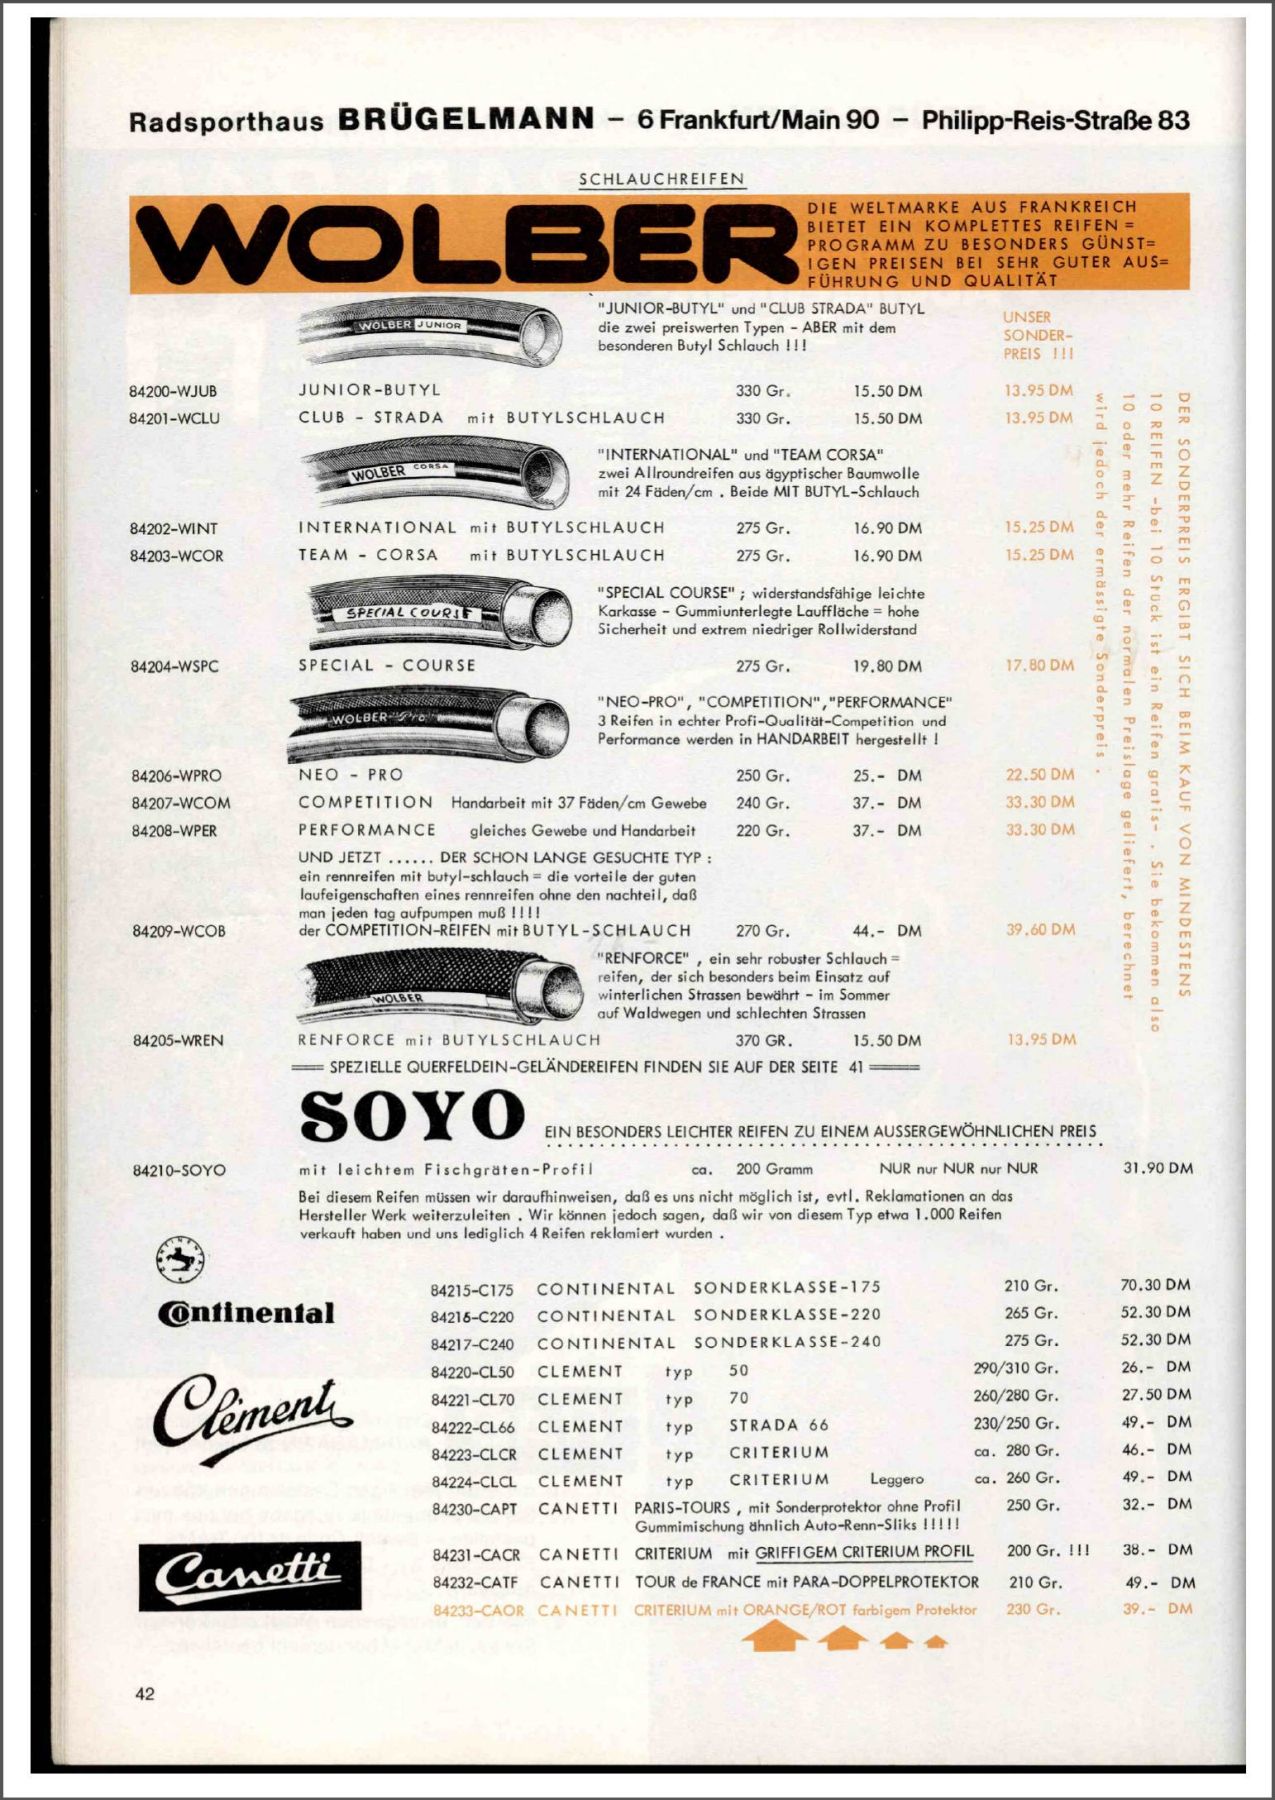 Radsporthaus BRÜGELMANN – 6 Frankfurt/Main 90 – Philipp-Reis-Straße 83
SCHLAUCHREIFEN
WOLBER
DIE WELTMARKE AUS FRANKREICH
BIETET EIN KOMPLETTES REIFEN=
PROGRAMM ZU BESONDERS GÜNST=
IGEN PREISEN BEI SEHR GUTER AUS=
FÜHRUNG UND QUALITÄT
WOLBER JUNIOR
"JUNIOR-BUTYL" und "CLUB STRADA" BUTYL
die zwei preiswerten Typen - ABER mit dem
besonderen Butyl Schlauch !!!
UNSER
SONDER-
PREIS !!!
84200-WJUB JUNIOR-BUTYL 330 Gr. 15.50 DM 13.95 DM
84201-WCLU CLUB - STRADA mit BUTYLSCHLAUCH 330 Gr. 15.50 DM 13.95 DM
WOLBER CORSA
"INTERNATIONAL" und "TEAM CORSA"
zwei Allroundreifen aus ägyptischer Baumwolle
mit 24 Fäden/cm . Beide MIT BUTYL-Schlauch
84202-WINT INTERNATIONAL mit BUTYLSCHLAUCH 275 Gr. 16.90 DM 15.25 DM
84203-WCOR TEAM - CORSA mit BUTYLSCHLAUCH 275 Gr. 16.90 DM 15.25 DM
SPECIAL COURSE
"SPECIAL COURSE" ; widerstandsfähige leichte
Karkasse - Gummiunterlegte Lauffläche = hohe
Sicherheit und extrem niedriger Rollwiderstand
84204-WSPC SPECIAL - COURSE 275 Gr. 19.80 DM 17.80 DM
WOLBER-"Pro"
"NEO-PRO", "COMPETITION","PERFORMANCE"
3 Reifen in echter Profi-Qualität-Competition und
Performance werden in HANDARBEIT hergestellt !
84206-WPRO NEO - PRO 250 Gr. 25.- DM 22.50 DM
84207-WCOM COMPETITION Handarbeit mit 37 Fäden/cm Gewebe 240 Gr. 37.- DM 33.30 DM
84208-WPER PERFORMANCE gleiches Gewebe und Handarbeit 220 Gr. 37.- DM 33.30 DM
UND JETZT ...... DER SCHON LANGE GESUCHTE TYP :
ein rennreifen mit butyl-schlauch = die vorteile der guten
laufeigenschaften eines rennreifen ohne den nachteil, daß
man jeden tag aufpumpen muß !!!!
84209-WCOB der COMPETITION-REIFEN mit BUTYL-SCHLAUCH 270 Gr. 44.- DM 39.60 DM
WOLBER
"RENFORCE" , ein sehr robuster Schlauch=
reifen, der sich besonders beim Einsatz auf
winterlichen Strassen bewährt - im Sommer
auf Waldwegen und schlechten Strassen
84205-WREN RENFORCE mit BUTYLSCHLAUCH 370 GR. 15.50 DM 13.95 DM
DER SONDERPREIS ERGIBT SICH BEIM KAUF VON MINDESTENS
10 REIFEN -bei 10 Stück ist ein Reifen gratis- . Sie bekommen also
10 oder mehr Reifen der normalen Preislage geliefert, berechnet
wird jedoch der ermässigte Sonderpreis .
SPEZIELLE QUERFELDEIN-GELÄNDEREIFEN FINDEN SIE AUF DER SEITE 41
SOYO EIN BESONDERS LEICHTER REIFEN ZU EINEM AUSSERGEWÖHNLICHEN PREIS
84210-SOYO mit leichtem Fischgräten-Profil ca. 200 Gramm NUR nur NUR nur NUR 31.90 DM
Bei diesem Reifen müssen wir daraufhinweisen, daß es uns nicht möglich ist, evtl. Reklamationen an das
Hersteller Werk weiterzuleiten . Wir können jedoch sagen, daß wir von diesem Typ etwa 1.000 Reifen
verkauft haben und uns lediglich 4 Reifen reklamiert wurden .
CONTINENTAL
Continental
84215-C175 CONTINENTAL SONDERKLASSE-175 210 Gr. 70.30 DM
84216-C220 CONTINENTAL SONDERKLASSE-220 265 Gr. 52.30 DM
84217-C240 CONTINENTAL SONDERKLASSE-240 275 Gr. 52.30 DM
Clément
84220-CL50 CLEMENT typ 50 290/310 Gr. 26.- DM
84221-CL70 CLEMENT typ 70 260/280 Gr. 27.50 DM
84222-CL66 CLEMENT typ STRADA 66 230/250 Gr. 49.- DM
84223-CLCR CLEMENT typ CRITERIUM ca. 280 Gr. 46.- DM
84224-CLCL CLEMENT typ CRITERIUM Leggero ca. 260 Gr. 49.- DM
84230-CAPT CANETTI PARIS-TOURS , mit Sonderprotektor ohne Profil 250 Gr. 32.- DM
Gummimischung ähnlich Auto-Renn-Sliks !!!!!
Canetti
84231-CACR CANETTI CRITERIUM mit GRIFFIGEM CRITERIUM PROFIL 200 Gr. !!! 38.- DM
84232-CATF CANETTI TOUR de FRANCE mit PARA-DOPPELPROTEKTOR 210 Gr. 49.- DM
84233-CAOR CANETTI CRITERIUM mit ORANGE/ROT farbigem Protektor 230 Gr. 39.- DM
42